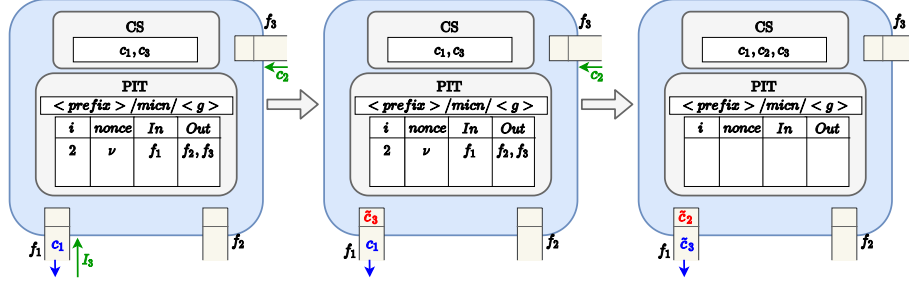 CS
c₁, c₃
f₃
c₂
PIT
< prefix > /micn/ < g >
i nonce In Out
2 ν f₁ f₂, f₃
f₁ c₁ I₃ f₂
CS
c₁, c₃
f₃
c₂
PIT
< prefix > /micn/ < g >
i nonce In Out
2 ν f₁ f₂, f₃
c̃₃
f₁ c₁ f₂
CS
c₁, c₂, c₃
f₃
PIT
< prefix > /micn/ < g >
i nonce In Out
c̃₂
f₁ c̃₃ f₂